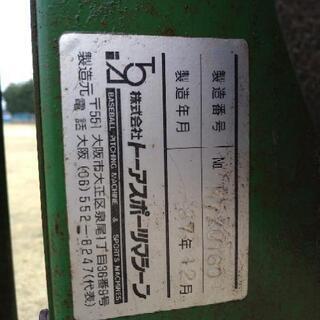 製造番号 No.
製造年月 87年12月
株式会社トーアスポーツマシーン
BASEBALL PITCHING MACHINE & SPORTS MACHINES
製造元 〒551 大阪市大正区泉尾1丁目36番8号
電話 大阪 (06) 552-8247(代表)